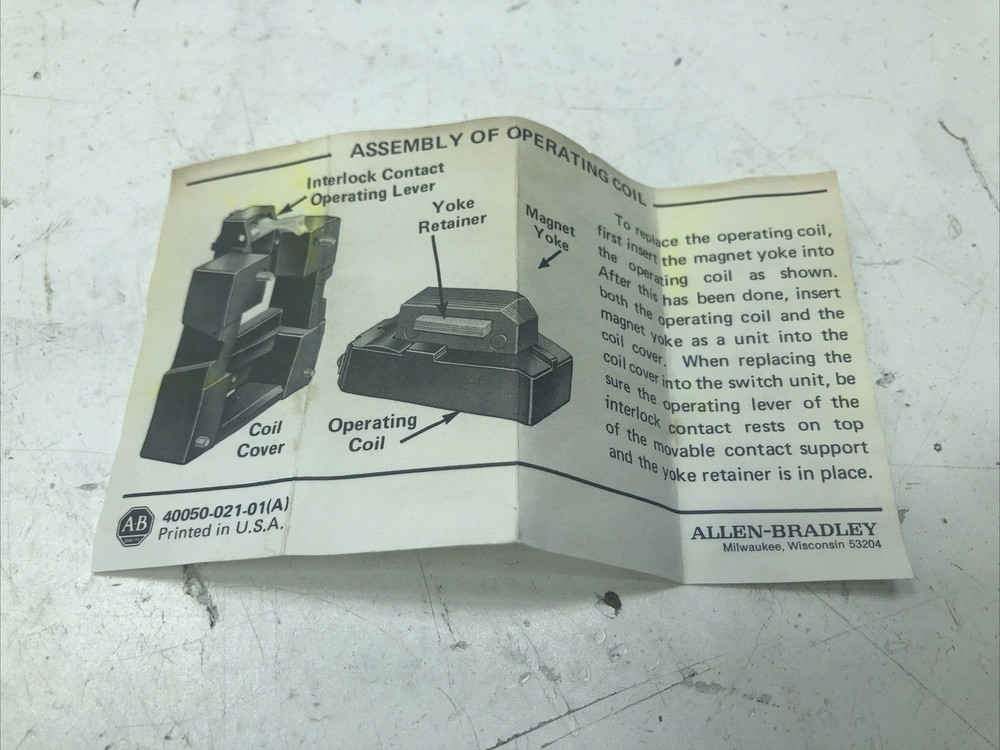 ASSEMBLY OF OPERATING COIL
Interlock Contact
Operating Lever
Yoke
Retainer
Magnet
Yoke
Operating
Coil
Coil
Cover
To replace the operating coil,
first insert the magnet yoke into
the operating coil as shown.
After this has been done, insert
both the operating coil and the
magnet yoke as a unit into the
coil cover. When replacing the
coil cover into the switch unit, be
sure the operating lever of the
interlock contact rests on top
of the movable contact support
and the yoke retainer is in place.
A-B
QUALITY
40050-021-01(A)
Printed in U.S.A.
ALLEN-BRADLEY
Milwaukee, Wisconsin 53204